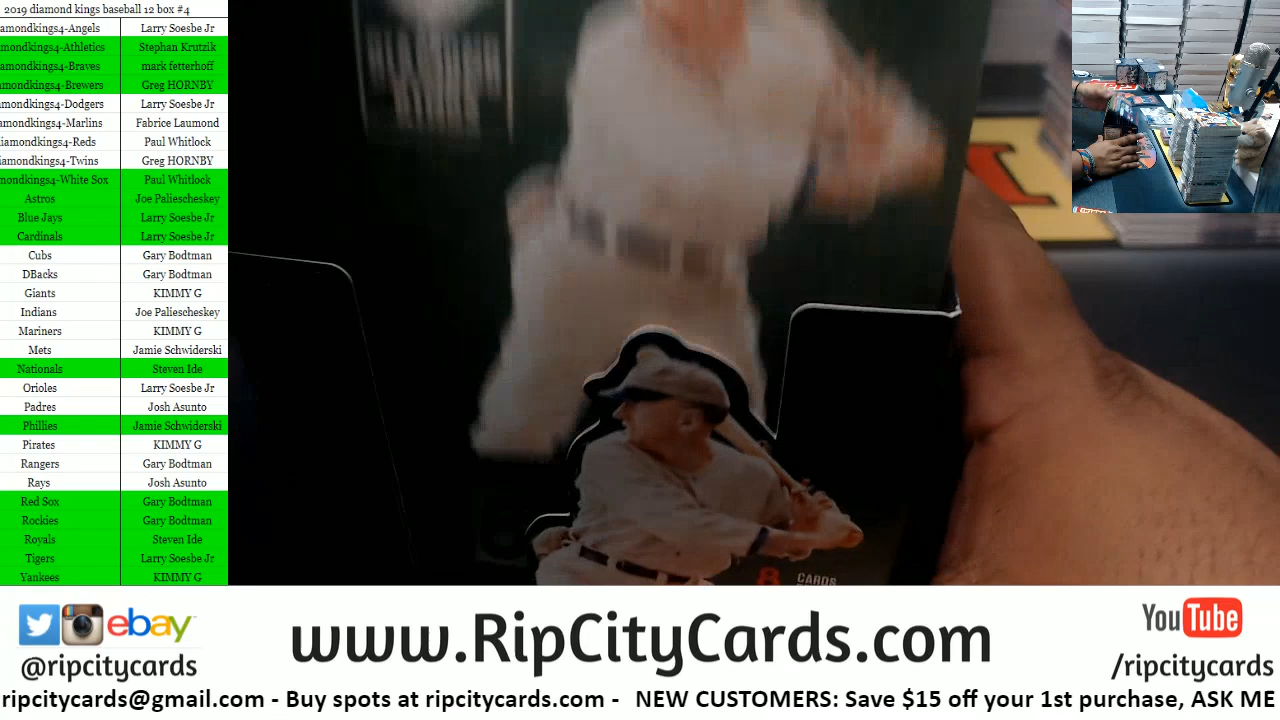 2019 diamond kings baseball 12 box #4
amondkings4-Angels Larry Soesbe Jr
mondkings4-Athletics Stephan Krutzik
amondkings4-Braves mark fetterhoff
amondkings4-Brewers Greg HORNBY
amondkings4-Dodgers Larry Soesbe Jr
amondkings4-Marlins Fabrice Laumond
iamondkings4-Reds Paul Whitlock
iamondkings4-Twins Greg HORNBY
mondkings4-White Sox Paul Whitlock
Astros Joe Paliescheskey
Blue Jays Larry Soesbe Jr
Cardinals Larry Soesbe Jr
Cubs Gary Bodtman
DBacks Gary Bodtman
Giants KIMMY G
Indians Joe Paliescheskey
Mariners KIMMY G
Mets Jamie Schwiderski
Nationals Steven Ide
Orioles Larry Soesbe Jr
Padres Josh Asunto
Phillies Jamie Schwiderski
Pirates KIMMY G
Rangers Gary Bodtman
Rays Josh Asunto
Red Sox Gary Bodtman
Rockies Gary Bodtman
Royals Steven Ide
Tigers Larry Soesbe Jr
Yankees KIMMY G
8 CARDS
ebay
@ripcitycards
www.RipCityCards.com
YouTube
/ripcitycards
ripcitycards@gmail.com - Buy spots at ripcitycards.com - NEW CUSTOMERS: Save $15 off your 1st purchase, ASK ME